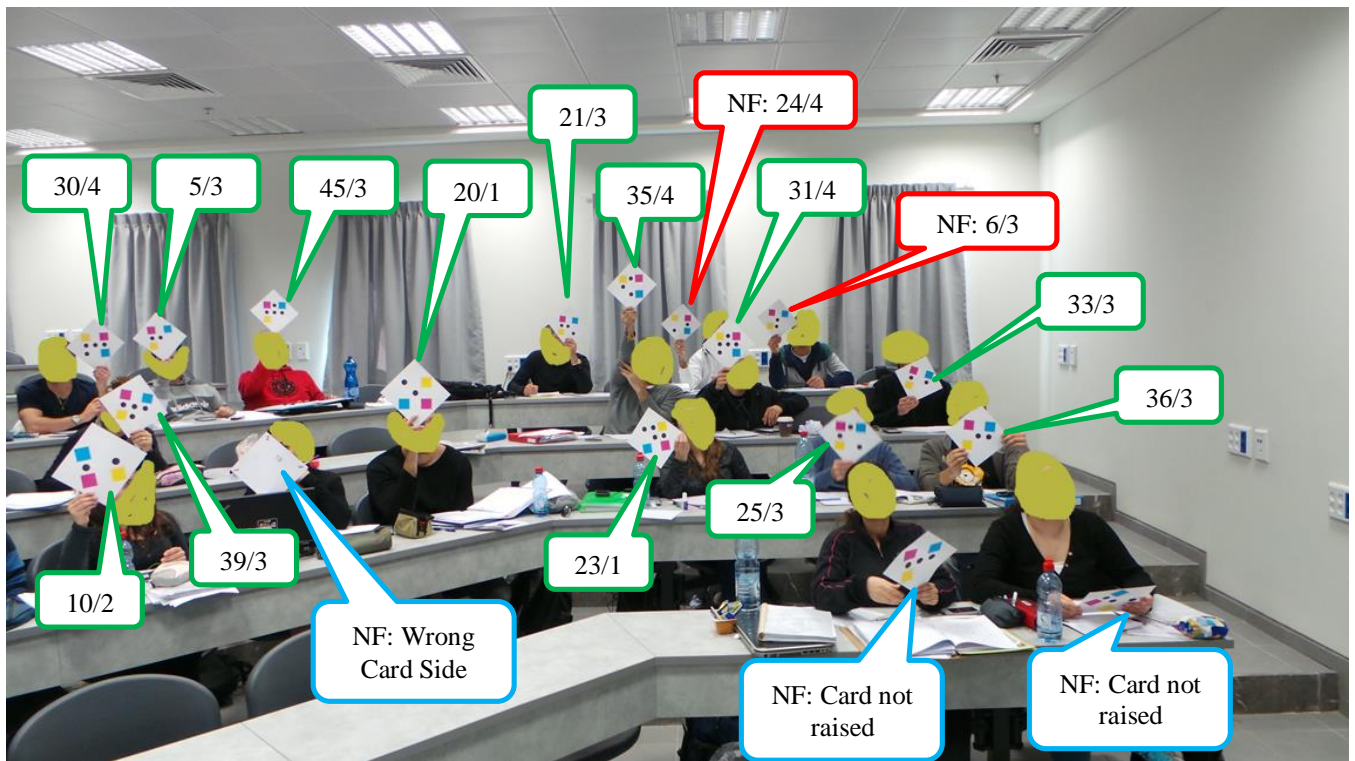 21/3
NF: 24/4
30/4
5/3
45/3
20/1
35/4
31/4
NF: 6/3
33/3
36/3
10/2
39/3
23/1
25/3
NF: Wrong
Card Side
NF: Card not
raised
NF: Card not
raised